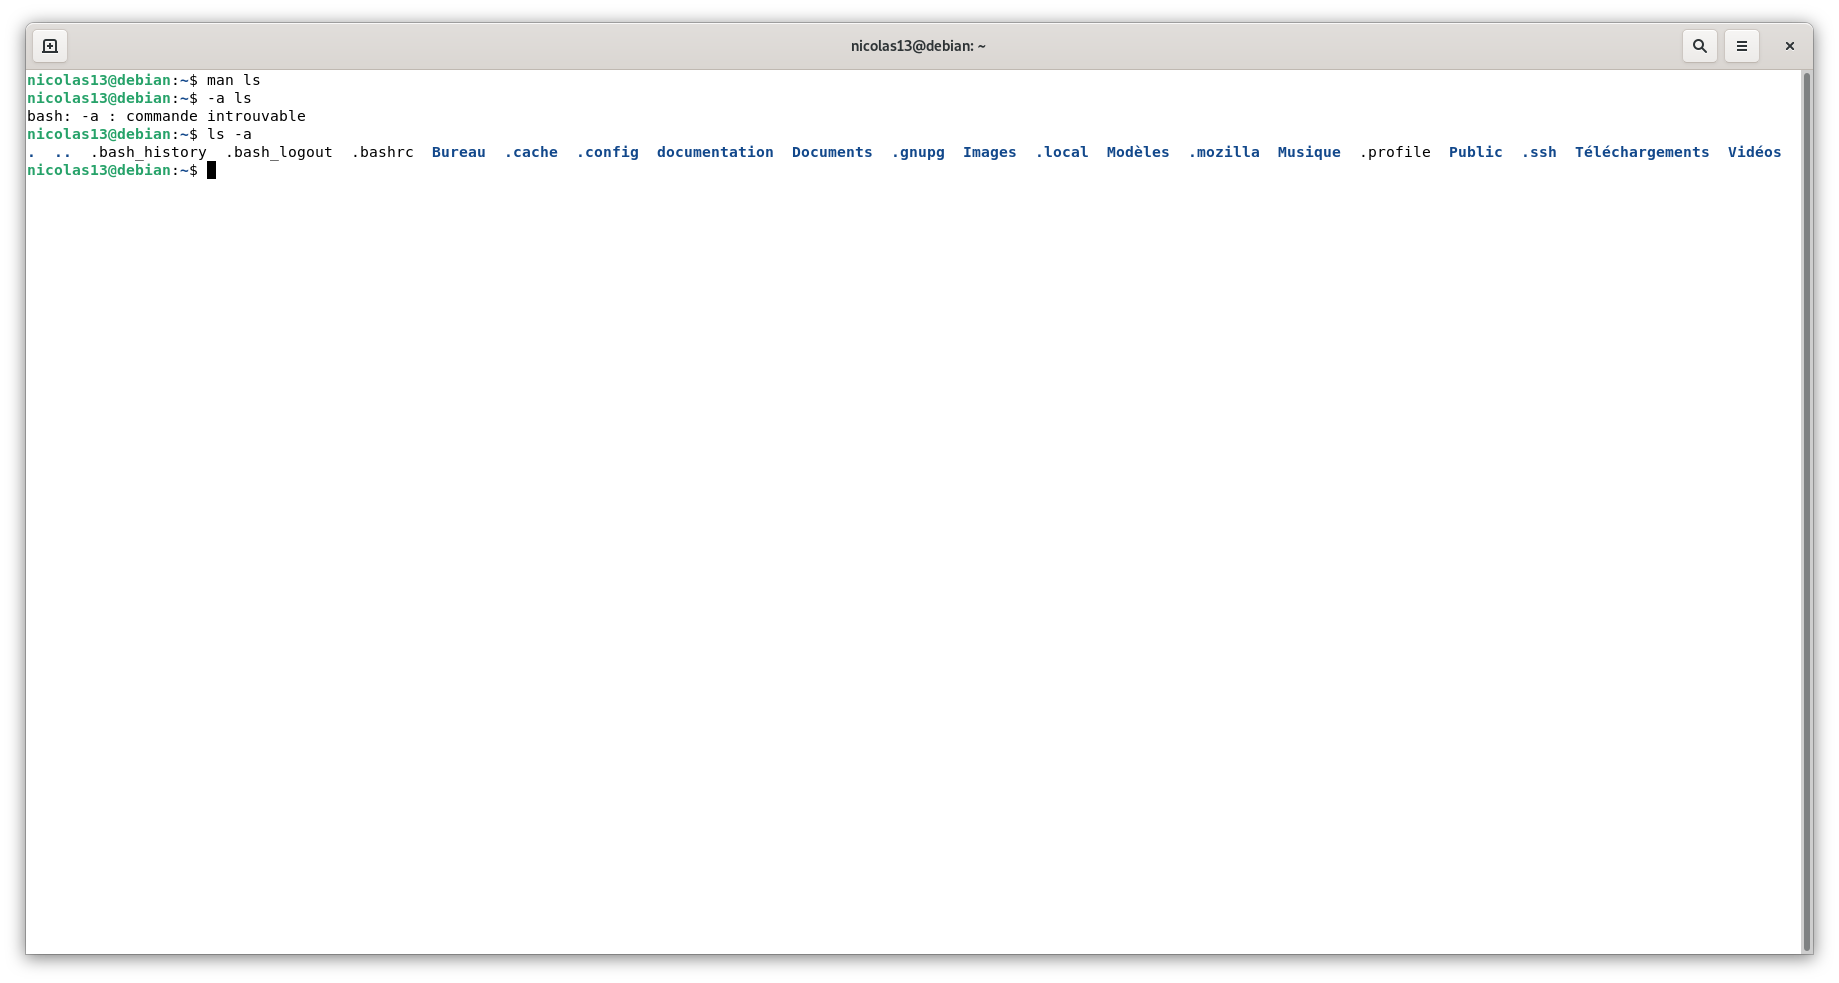 nicolas13@debian: ~
nicolas13@debian:~$ man ls
nicolas13@debian:~$ -a ls
bash: -a : commande introuvable
nicolas13@debian:~$ ls -a
.  ..  .bash_history  .bash_logout  .bashrc  Bureau  .cache  .config  documentation  Documents  .gnupg  Images  .local  Modèles  .mozilla  Musique  .profile  Public  .ssh  Téléchargements  Vidéos
nicolas13@debian:~$